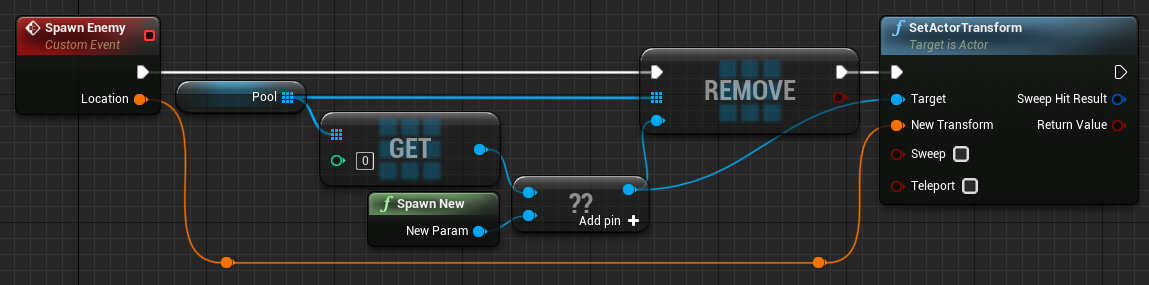 Spawn Enemy
Custom Event
Location
Pool
GET
0
Spawn New
New Param
??
Add pin
REMOVE
f SetActorTransform
Target is Actor
Target
Sweep Hit Result
New Transform
Return Value
Sweep
Teleport